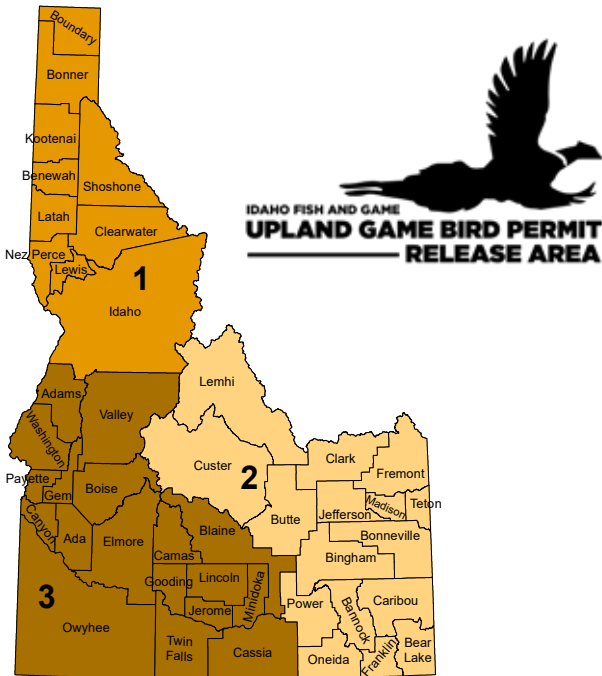 Boundary
Bonner
Kootenai
Benewah
Shoshone
Latah
Clearwater
Nez Perce
Lewis
1
Idaho
IDAHO FISH AND GAME
UPLAND GAME BIRD PERMIT
RELEASE AREA
Lemhi
Adams
Valley
Washington
Custer
2
Clark
Fremont
Payette
Gem
Boise
Butte
Jefferson
Madison
Teton
Canyon
Ada
Elmore
Camas
Blaine
Bonneville
Bingham
Gooding
Lincoln
Minidoka
Jerome
Power
Bannock
Caribou
3
Owyhee
Twin
Falls
Cassia
Oneida
Franklin
Bear
Lake